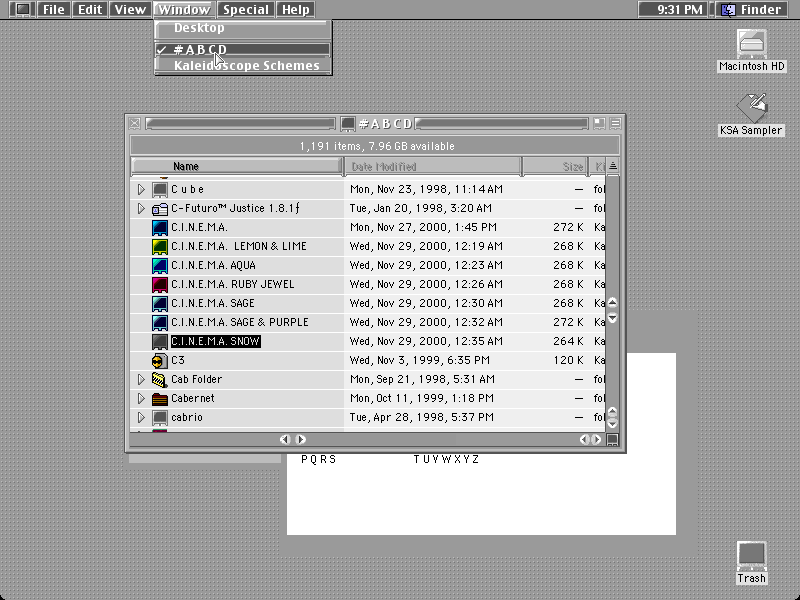 File Edit View Window Special Help 9:31 PM Finder
Desktop
✓ #ABCD
Kaleidoscope Schemes
Macintosh HD
KSA Sampler
#ABCD
1,191 items, 7.96 GB available
Name Date Modified Size Ki
Cube Mon, Nov 23, 1998, 11:14 AM — fol
C-Futuro™ Justice 1.8.1ƒ Tue, Jan 20, 1998, 3:20 AM — fol
C.I.N.E.M.A. Mon, Nov 27, 2000, 1:45 PM 272 K Ka
C.I.N.E.M.A. LEMON & LIME Wed, Nov 29, 2000, 12:19 AM 268 K Ka
C.I.N.E.M.A. AQUA Wed, Nov 29, 2000, 12:23 AM 268 K Ka
C.I.N.E.M.A. RUBY JEWEL Wed, Nov 29, 2000, 12:26 AM 268 K Ka
C.I.N.E.M.A. SAGE Wed, Nov 29, 2000, 12:30 AM 268 K Ka
C.I.N.E.M.A. SAGE & PURPLE Wed, Nov 29, 2000, 12:32 AM 272 K Ka
C.I.N.E.M.A. SNOW Wed, Nov 29, 2000, 12:35 AM 264 K Ka
C3 Wed, Nov 3, 1999, 6:35 PM 120 K Ka
Cab Folder Mon, Sep 21, 1998, 5:31 AM — fol
Cabernet Mon, Oct 11, 1999, 1:18 PM — fol
cabrio Tue, Apr 28, 1998, 5:37 PM — fol
PQRS TUVWXYZ
Trash